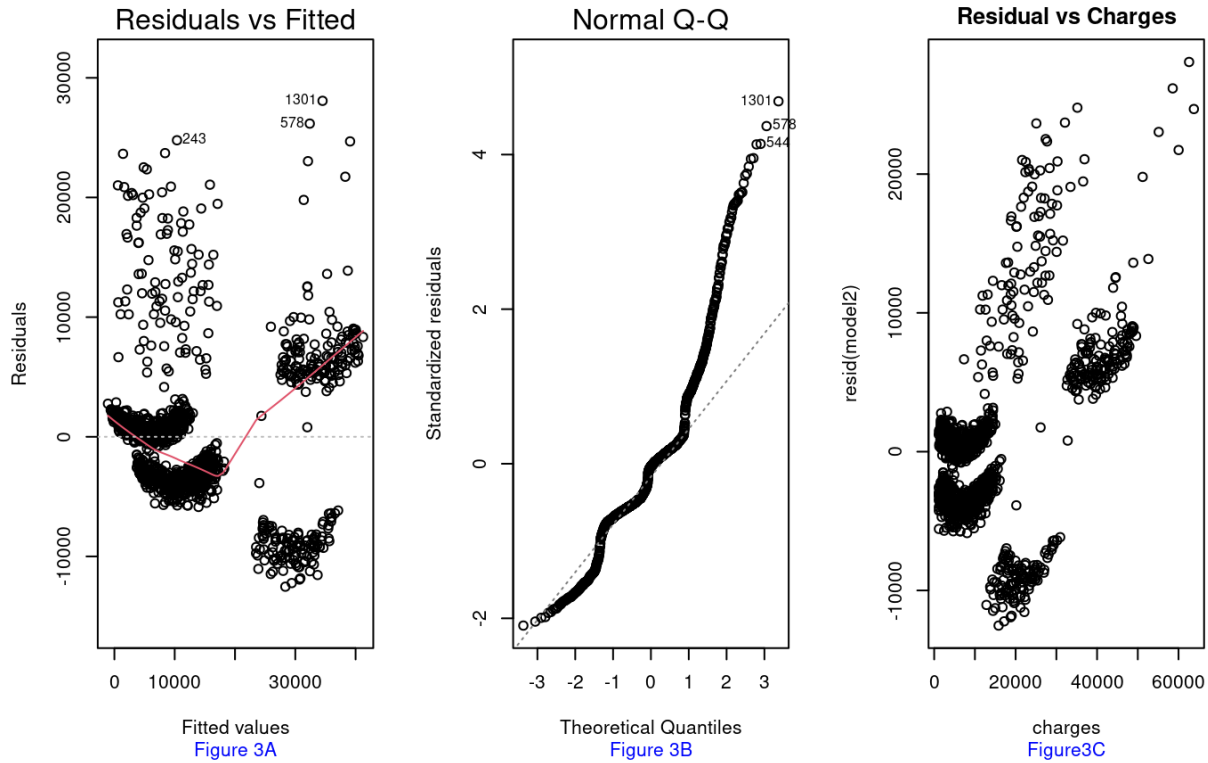 Residuals vs Fitted
Residuals
30000
20000
10000
0
-10000
1301
578
243
0
10000
30000
Fitted values
Figure 3A
Normal Q-Q
Standardized residuals
4
2
0
-2
1301
578
544
-3
-2
-1
0
1
2
3
Theoretical Quantiles
Figure 3B
Residual vs Charges
resid(model2)
20000
10000
0
-10000
0
20000
40000
60000
charges
Figure3C